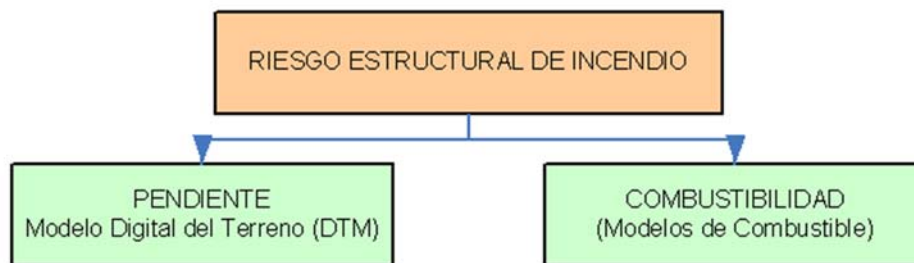 RIESGO ESTRUCTURAL DE INCENDIO
PENDIENTE
Modelo Digital del Terreno (DTM)
COMBUSTIBILIDAD
(Modelos de Combustible)